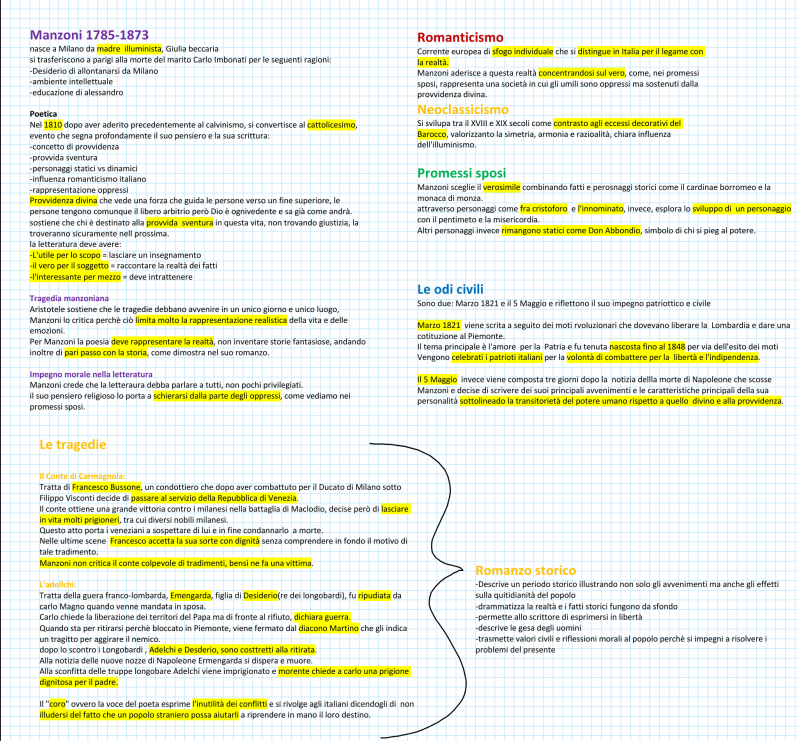 Manzoni 1785-1873
nasce a Milano da madre illuminista, Giulia beccaria
si trasferiscono a parigi alla morte del marito Carlo Imbonati per le seguenti ragioni:
-Desiderio di allontanarsi da Milano
-ambiente intellettuale
-educazione di alessandro
Poetica
Nel 1810 dopo aver aderito precedentemente al calvinismo, si convertise al cattolicesimo,
evento che segna profondamente il suo pensiero e la sua scrittura:
-concetto di provvidenza
-provvida sventura
-personaggi statici vs dinamici
-influenza romanticismo italiano
-rappresentazione oppressi
Provvidenza divina che vede una forza che guida le persone verso un fine superiore, le
persone tengono comunque il libero arbitrio però Dio è ognivedente e sa già come andrà.
sostiene che chi è destinato alla provvida sventura in questa vita, non trovando giustizia, la
troveranno sicuramente nell prossima.
la letteratura deve avere:
-L'utile per lo scopo = lasciare un insegnamento
-il vero per il soggetto = raccontare la realtà dei fatti
-l'interessante per mezzo = deve intrattenere
Tragedia manzoniana
Aristotele sostiene che le tragedie debbano avvenire in un unico giorno e unico luogo,
Manzoni lo critica perchè ciò limita molto la rappresentazione realistica della vita e delle
emozioni.
Per Manzoni la poesia deve rappresentare la realtà, non inventare storie fantasiose, andando
inoltre di pari passo con la storia, come dimostra nel suo romanzo.
Impegno morale nella letteratura
Manzoni crede che la letteraura debba parlare a tutti, non pochi privilegiati.
il suo pensiero religioso lo porta a schierarsi dalla parte degli oppressi, come vediamo nei
promessi sposi.
Romanticismo
Corrente europea di sfogo individuale che si distingue in Italia per il legame con
la realtà.
Manzoni aderisce a questa realtà concentrandosi sul vero, come, nei promessi
sposi, rappresenta una società in cui gli umili sono oppressi ma sostenuti dalla
provvidenza divina.
Neoclassicismo
Si svilupa tra il XVIII e XIX secoli come contrasto agli eccessi decorativi del
Barocco, valorizzanto la simetria, armonia e razioalità, chiara influenza
dell'illuminismo.
Promessi sposi
Manzoni sceglie il verosimile combinando fatti e perosnaggi storici come il cardinae borromeo e la
monaca di monza.
attraverso personaggi come fra cristoforo e l'innominato, invece, esplora lo sviluppo di un personaggio
con il pentimeto e la misericordia.
Altri personaggi invece rimangono statici come Don Abbondio, simbolo di chi si pieg al potere.
Le odi civili
Sono due: Marzo 1821 e il 5 Maggio e riflettono il suo impegno patriottico e civile
Marzo 1821 viene scritta a seguito dei moti rvoluzionari che dovevano liberare la Lombardia e dare una
cotituzione al Piemonte.
Il tema principale è l'amore per la Patria e fu tenuta nascosta fino al 1848 per via dell'esito dei moti
Vengono celebrati i patrioti italiani per la volontà di combattere per la libertà e l'indipendenza.
Il 5 Maggio invece viene composta tre giorni dopo la notizia dellla morte di Napoleone che scosse
Manzoni e decise di scrivere dei suoi principali avvenimenti e le caratteristiche principali della sua
personalità sottolineado la transitorietà del potere umano rispetto a quello divino e alla provvidenza.
Le tragedie
Il Conte di Carmagnola:
Tratta di Francesco Bussone, un condottiero che dopo aver combattuto per il Ducato di Milano sotto
Filippo Visconti decide di passare al servizio della Repubblica di Venezia.
Il conte ottiene una grande vittoria contro i milanesi nella battaglia di Maclodio, decise però di lasciare
in vita molti prigioneri, tra cui diversi nobili milanesi.
Questo atto porta i veneziani a sospettare di lui e in fine condannarlo a morte.
Nelle ultime scene Francesco accetta la sua sorte con dignità senza comprendere in fondo il motivo di
tale tradimento.
Manzoni non critica il conte colpevole di tradimenti, bensì ne fa una vittima.
L'adelchi:
Tratta della guera franco-lombarda, Emengarda, figlia di Desiderio(re dei longobardi), fu ripudiata da
carlo Magno quando venne mandata in sposa.
Carlo chiede la liberazione dei territori del Papa ma di fronte al rifiuto, dichiara guerra.
Quando sta per ritirarsi perchè bloccato in Piemonte, viene fermato dal diacono Martino che gli indica
un tragitto per aggirare il nemico.
dopo lo scontro i Longobardi , Adelchi e Desderio, sono costtretti alla ritirata.
Alla notizia delle nuove nozze di Napoleone Ermengarda si dispera e muore.
Alla sconfitta delle truppe longobare Adelchi viene imprigionato e morente chiede a carlo una prigione
dignitosa per il padre.
Il "coro" ovvero la voce del poeta esprime l'inutilità dei conflitti e si rivolge agli italiani dicendogli di non
illudersi del fatto che un popolo straniero possa aiutarli a riprendere in mano il loro destino.
Romanzo storico
-Descrive un periodo storico illustrando non solo gli avvenimenti ma anche gli effetti
sulla quitidianità del popolo
-drammatizza la realtà e i fatti storici fungono da sfondo
-permette allo scrittore di esprimersi in libertà
-descrive le gesa degli uomini
-trasmette valori civili e riflessioni morali al popolo perchè si impegni a risolvere i
problemi del presente